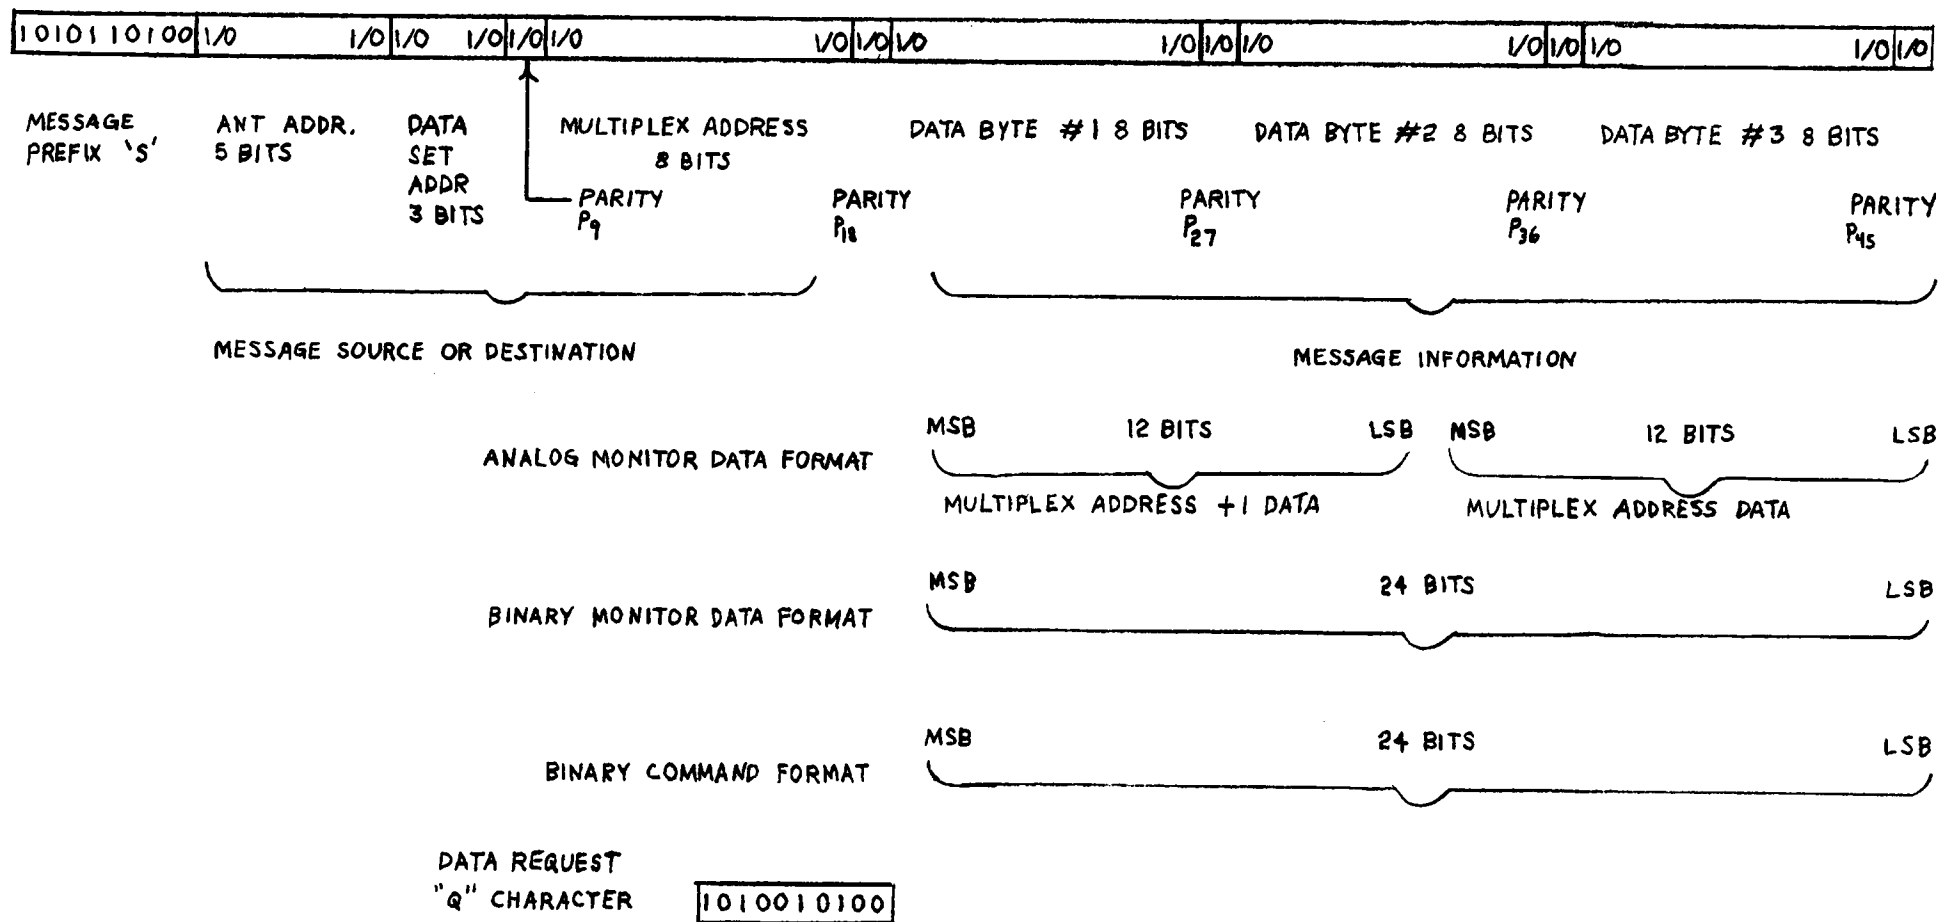 1010110100 1/0 1/0 1/0 1/0 1/0 1/0 1/0 1/0 1/0 1/0 1/0 1/0 1/0 1/0 1/0 1/0 1/0
MESSAGE PREFIX 'S'
ANT ADDR. 5 BITS
DATA SET ADDR 3 BITS
MULTIPLEX ADDRESS 8 BITS
DATA BYTE #1 8 BITS
DATA BYTE #2 8 BITS
DATA BYTE #3 8 BITS
PARITY P9
PARITY P18
PARITY P27
PARITY P36
PARITY P45
MESSAGE SOURCE OR DESTINATION
MESSAGE INFORMATION
MSB 12 BITS LSB MSB 12 BITS LSB
ANALOG MONITOR DATA FORMAT
MULTIPLEX ADDRESS +1 DATA
MULTIPLEX ADDRESS DATA
MSB 24 BITS LSB
BINARY MONITOR DATA FORMAT
MSB 24 BITS LSB
BINARY COMMAND FORMAT
DATA REQUEST
"Q" CHARACTER 1010010100